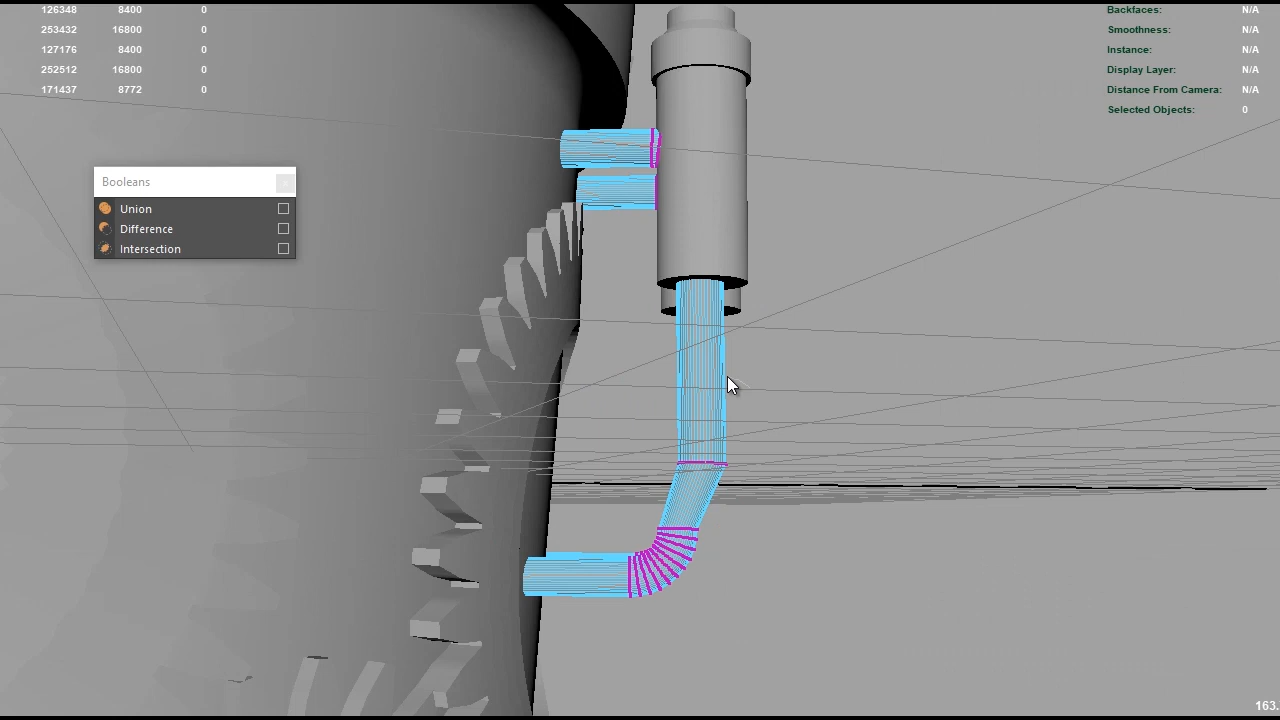 126348 8400 0
253432 16800 0
127176 8400 0
252512 16800 0
171437 8772 0
Backfaces: N/A
Smoothness: N/A
Instance: N/A
Display Layer: N/A
Distance From Camera: N/A
Selected Objects: 0
Booleans
Union
Difference
Intersection
163.